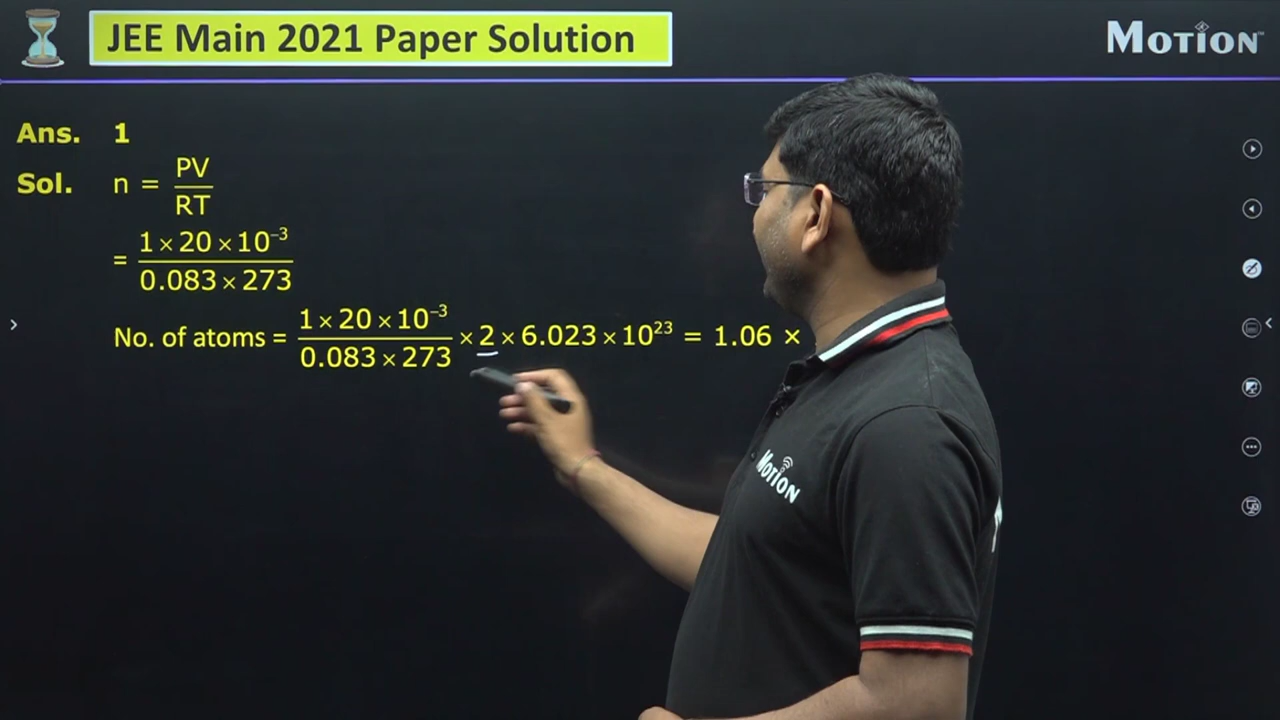 JEE Main 2021 Paper Solution
MOTION
Ans. 1
Sol. n = PV/RT
= 1 × 20 × 10⁻³ / 0.083 × 273
No. of atoms = 1 × 20 × 10⁻³ / 0.083 × 273 × 2 × 6.023 × 10²³ = 1.06 ×
MOTION